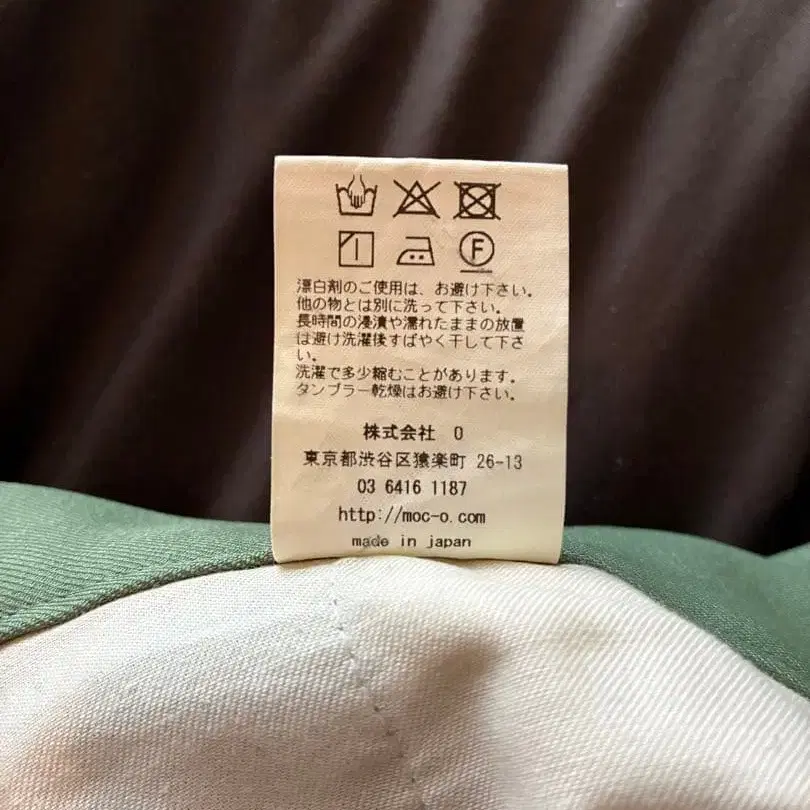 F
漂白剤のご使用は、お避け下さい。
他の物とは別に洗って下さい。
長時間の浸漬や濡れたままの放置
は避け洗濯後すばやく干して下さ
い。
洗濯で多少縮むことがあります。
タンブラー乾燥はお避け下さい。
株式会社 O
東京都渋谷区猿楽町 26-13
03 6416 1187
http://moc-o.com
made in japan